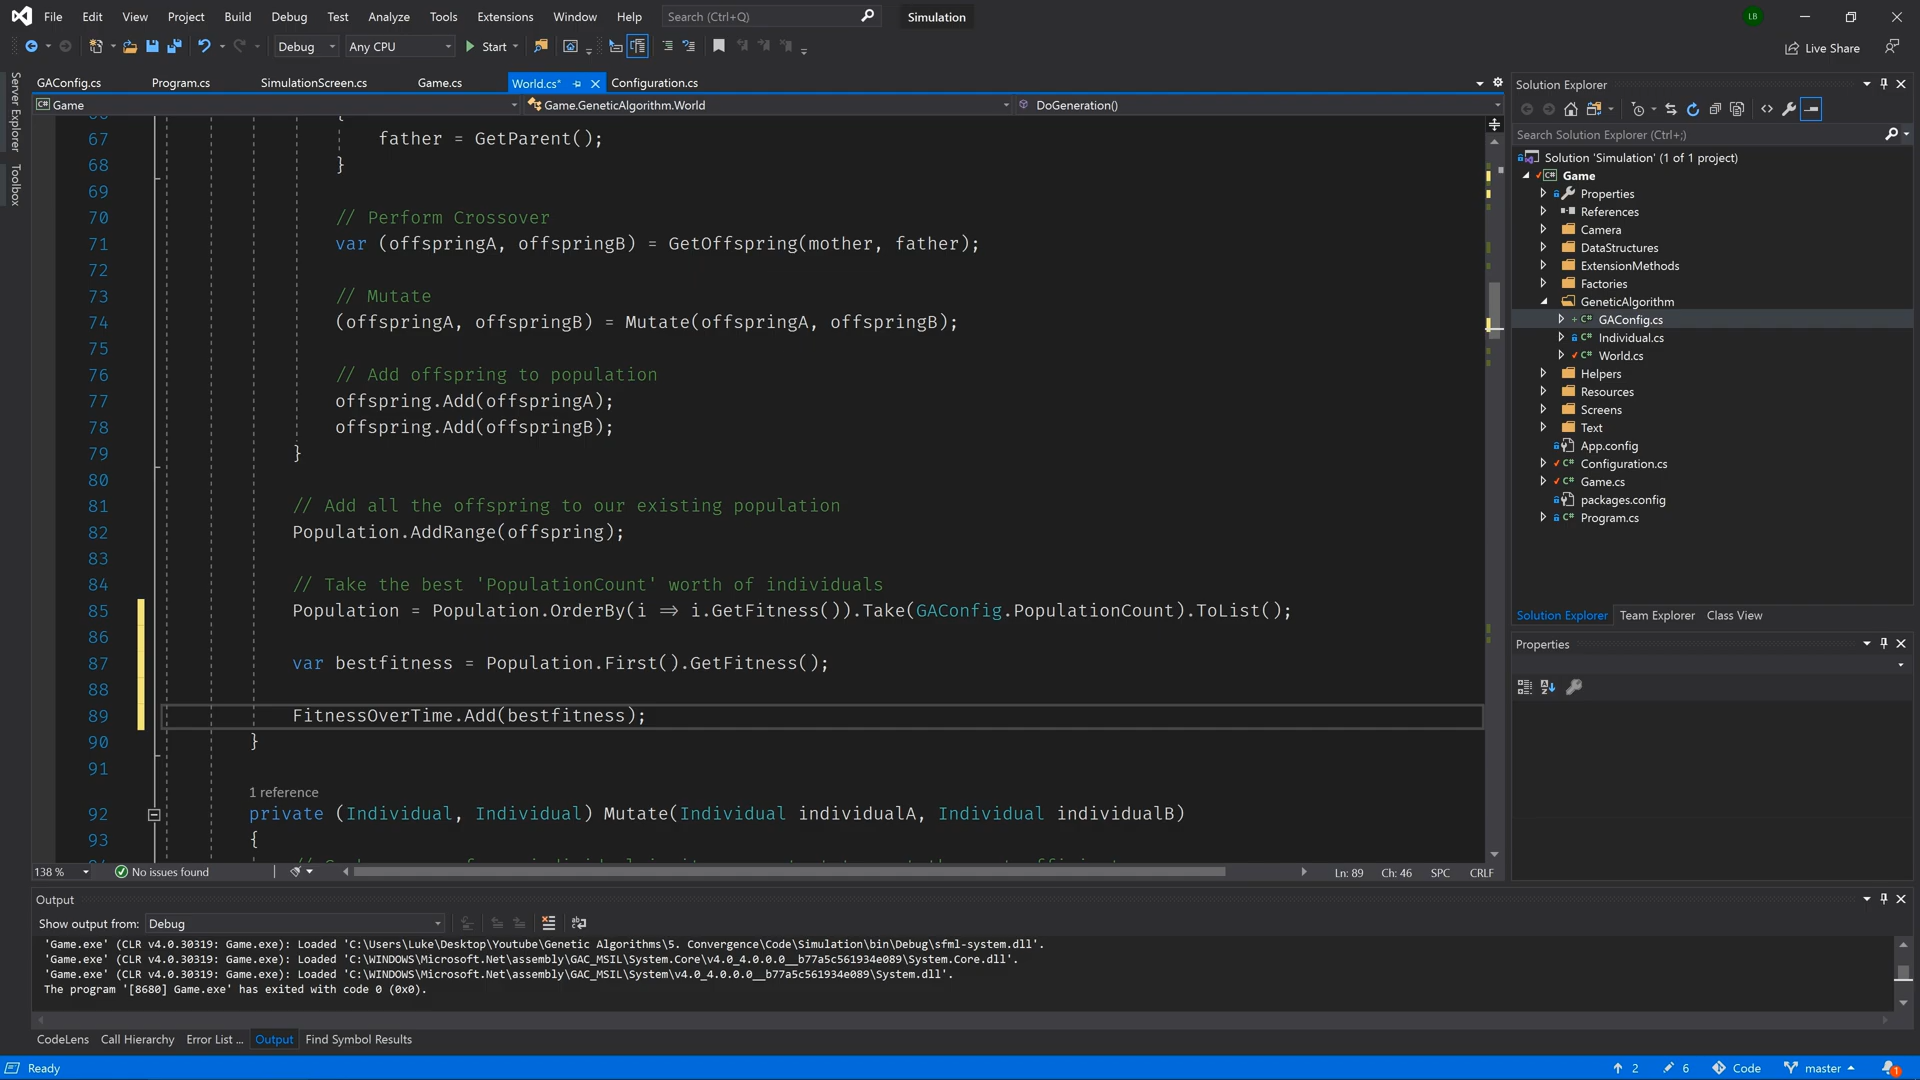 File Edit View Project Build Debug Test Analyze Tools Extensions Window Help Search (Ctrl+Q) Simulation LB
Debug Any CPU Start Live Share
Server Explorer
Toolbox
GAConfig.cs Program.cs SimulationScreen.cs Game.cs World.cs* Configuration.cs
Game Game.GeneticAlgorithm.World DoGeneration()
{
67 father = GetParent();
68 }
69
70 // Perform Crossover
71 var (offspringA, offspringB) = GetOffspring(mother, father);
72
73 // Mutate
74 (offspringA, offspringB) = Mutate(offspringA, offspringB);
75
76 // Add offspring to population
77 offspring.Add(offspringA);
78 offspring.Add(offspringB);
79 }
80
81 // Add all the offspring to our existing population
82 Population.AddRange(offspring);
83
84 // Take the best 'PopulationCount' worth of individuals
85 Population = Population.OrderBy(i => i.GetFitness()).Take(GAConfig.PopulationCount).ToList();
86
87 var bestfitness = Population.First().GetFitness();
88
89 FitnessOverTime.Add(bestfitness);
90 }
91
1 reference
92 private (Individual, Individual) Mutate(Individual individualA, Individual individualB)
93 {
138 % No issues found Ln: 89 Ch: 46 SPC CRLF
Solution Explorer
Search Solution Explorer (Ctrl+;)
Solution 'Simulation' (1 of 1 project)
Game
Properties
References
Camera
DataStructures
ExtensionMethods
Factories
GeneticAlgorithm
GAConfig.cs
Individual.cs
World.cs
Helpers
Resources
Screens
Text
App.config
Configuration.cs
Game.cs
packages.config
Program.cs
Solution Explorer Team Explorer Class View
Properties
Output
Show output from: Debug
'Game.exe' (CLR v4.0.30319: Game.exe): Loaded 'C:\Users\Luke\Desktop\Youtube\Genetic Algorithms\5. Convergence\Code\Simulation\bin\Debug\sfml-system.dll'.
'Game.exe' (CLR v4.0.30319: Game.exe): Loaded 'C:\WINDOWS\Microsoft.Net\assembly\GAC_MSIL\System.Core\v4.0_4.0.0.0__b77a5c561934e089\System.Core.dll'.
'Game.exe' (CLR v4.0.30319: Game.exe): Loaded 'C:\WINDOWS\Microsoft.Net\assembly\GAC_MSIL\System\v4.0_4.0.0.0__b77a5c561934e089\System.dll'.
The program '[8680] Game.exe' has exited with code 0 (0x0).
CodeLens Call Hierarchy Error List ... Output Find Symbol Results
Ready 2 6 Code master 1